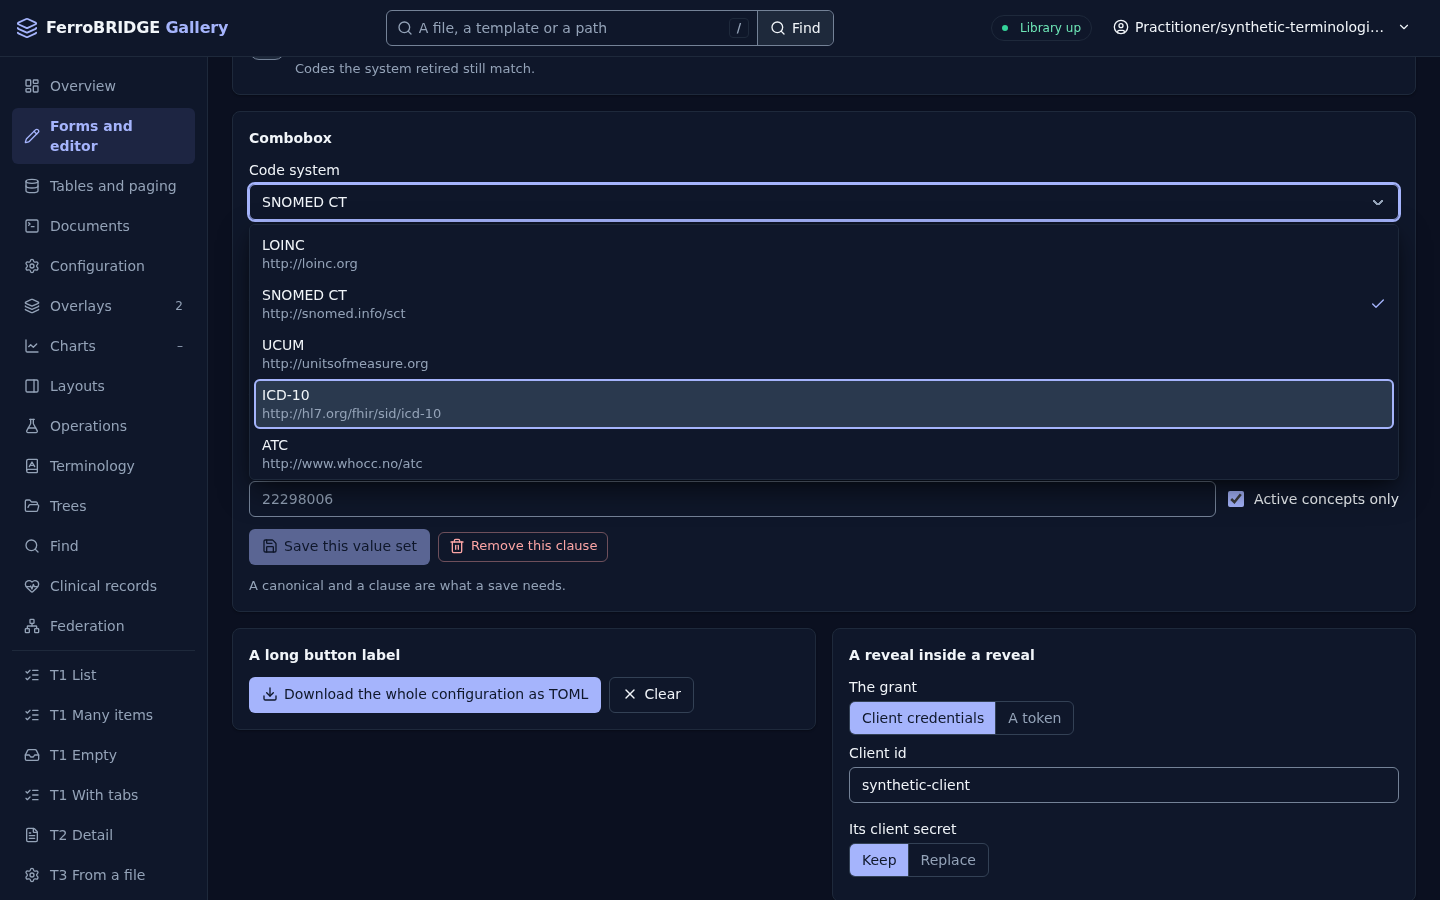 FerroBRIDGE Gallery
A file, a template or a path
/
Find
Library up
Practitioner/synthetic-terminologi...
Overview
Forms and
editor
Tables and paging
Documents
Configuration
Overlays 2
Charts –
Layouts
Operations
Terminology
Trees
Find
Clinical records
Federation
T1 List
T1 Many items
T1 Empty
T1 With tabs
T2 Detail
T3 From a file
Codes the system retired still match.
Combobox
Code system
SNOMED CT
LOINC
http://loinc.org
SNOMED CT
http://snomed.info/sct
UCUM
http://unitsofmeasure.org
ICD-10
http://hl7.org/fhir/sid/icd-10
ATC
http://www.whocc.no/atc
22298006
Active concepts only
Save this value set
Remove this clause
A canonical and a clause are what a save needs.
A long button label
Download the whole configuration as TOML
Clear
A reveal inside a reveal
The grant
Client credentials
A token
Client id
synthetic-client
Its client secret
Keep
Replace